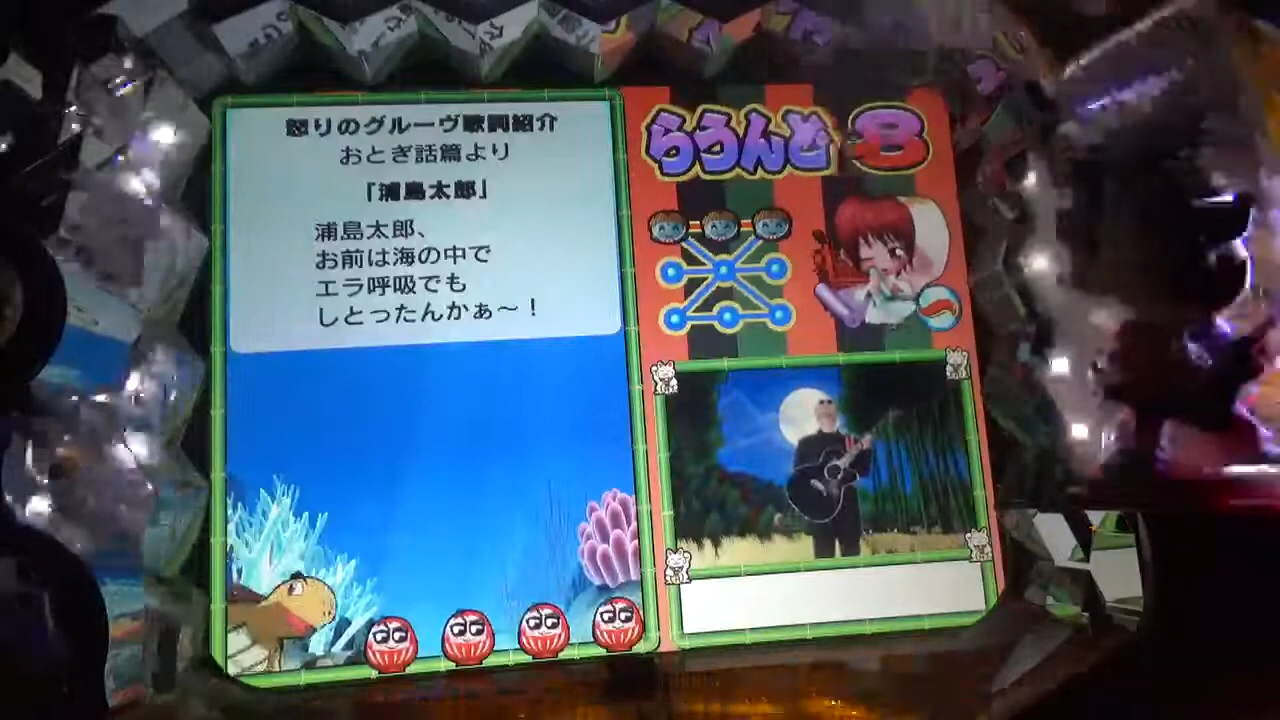 怒りのグルーヴ歌詞紹介
おとぎ話篇より
「浦島太郎」
浦島太郎、
お前は海の中で
エラ呼吸でも
しとったんかぁ～！
らうんど 8